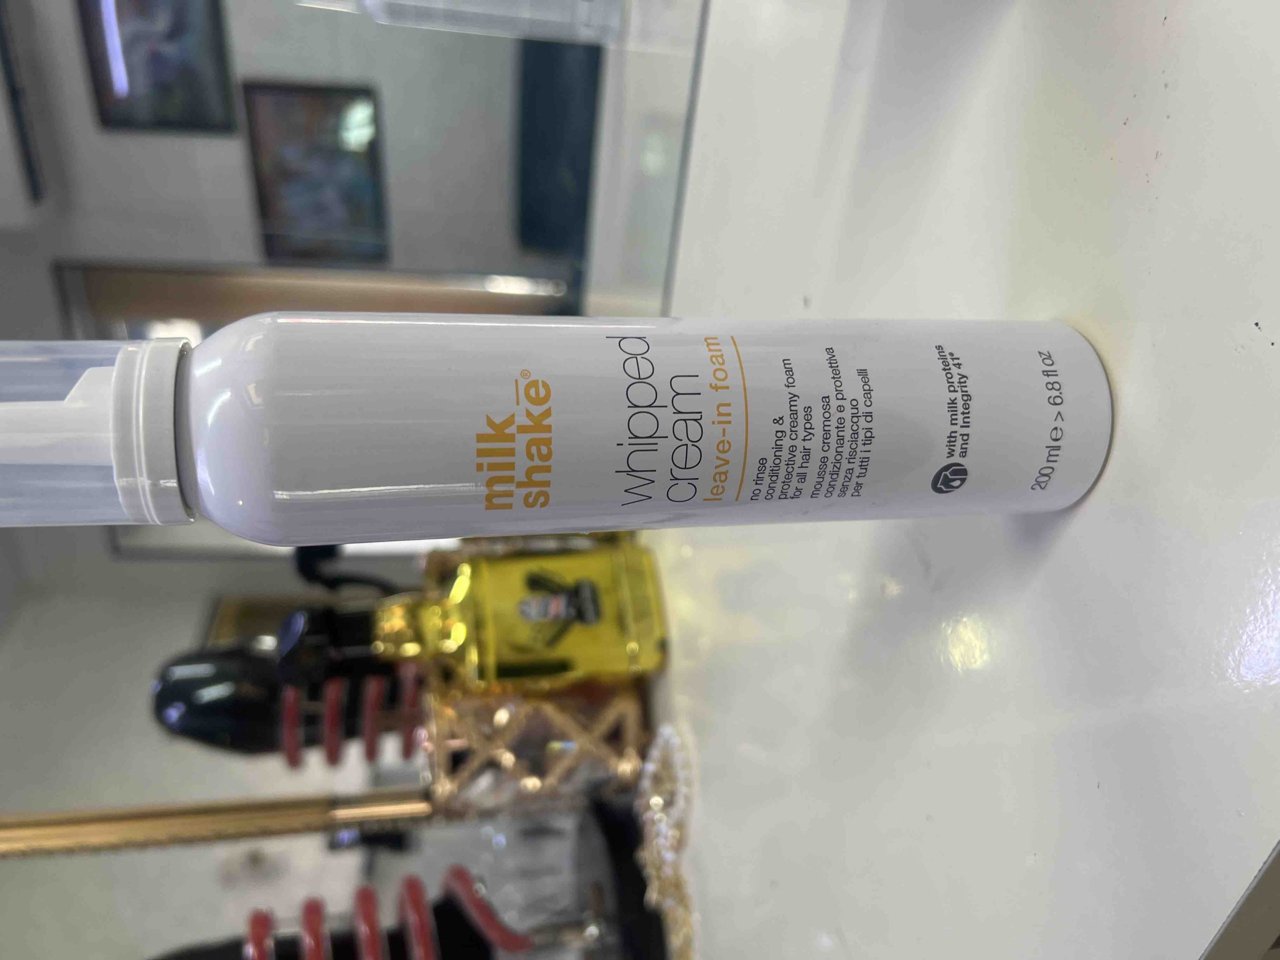 milk_
shake®
whipped
cream
leave-in foam
no rinse
conditioning &
protective creamy foam
for all hair types
mousse cremosa
condizionante e protettiva
senza risciacquo
per tutti i tipi di capelli
with milk proteins
and Integrity 41®
200 ml e > 6.8 fl oz